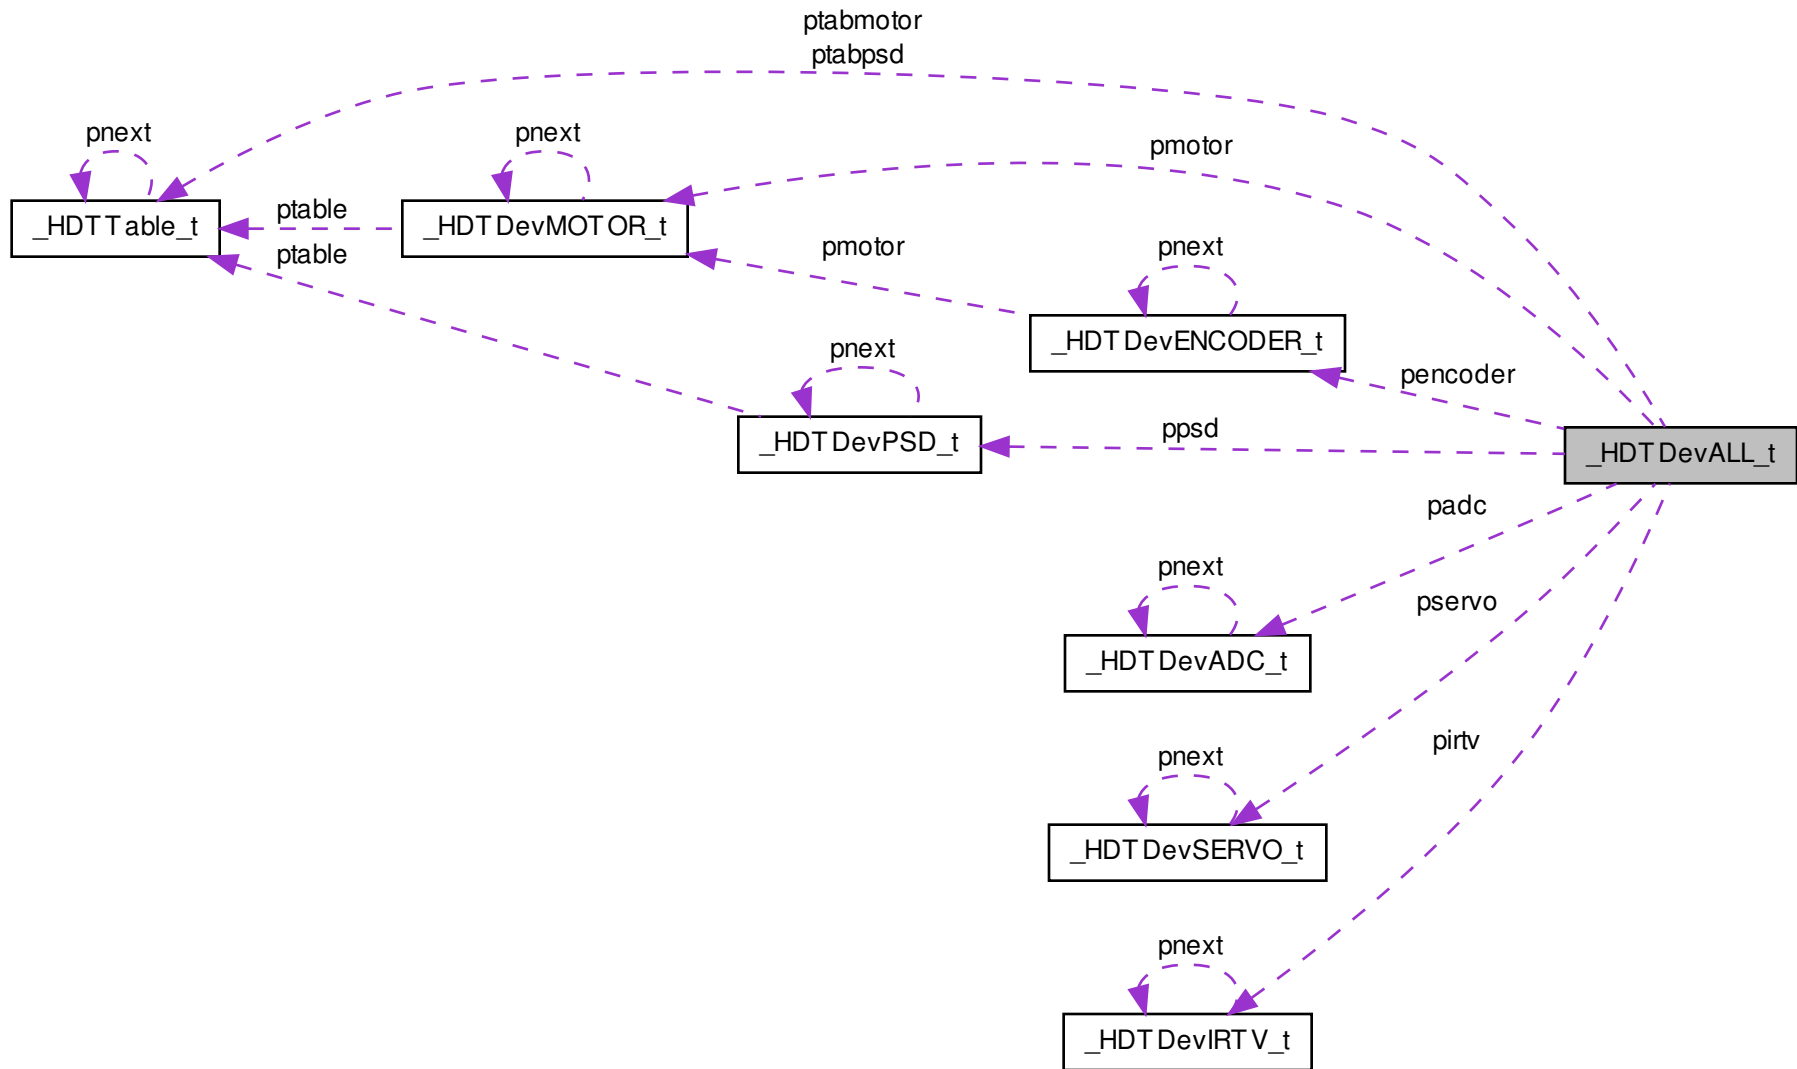 ptabmotor
ptabpsd
pnext
pnext
pmotor
_HDTTable_t
ptable
_HDTDevMOTOR_t
ptable
pmotor
pnext
_HDTDevENCODER_t
pnext
pencoder
_HDTDevPSD_t
ppsd
_HDTDevALL_t
padc
pnext
_HDTDevADC_t
pservo
pnext
_HDTDevSERVO_t
pirtv
pnext
_HDTDevIRTV_t